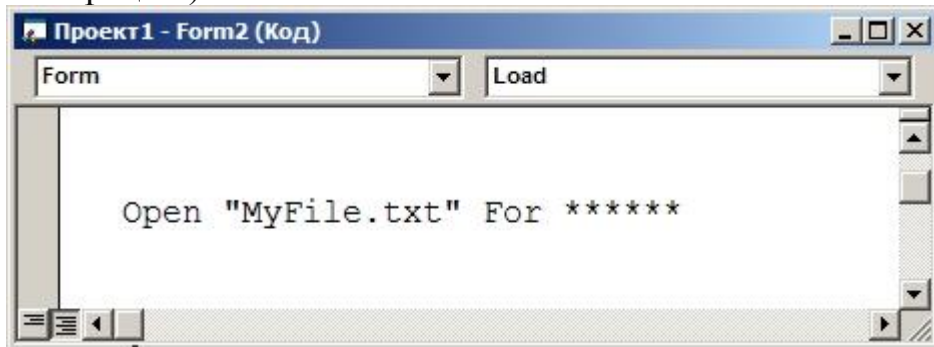 Проект1 - Form2 (Код)
Form Load
Open "MyFile.txt" For ******